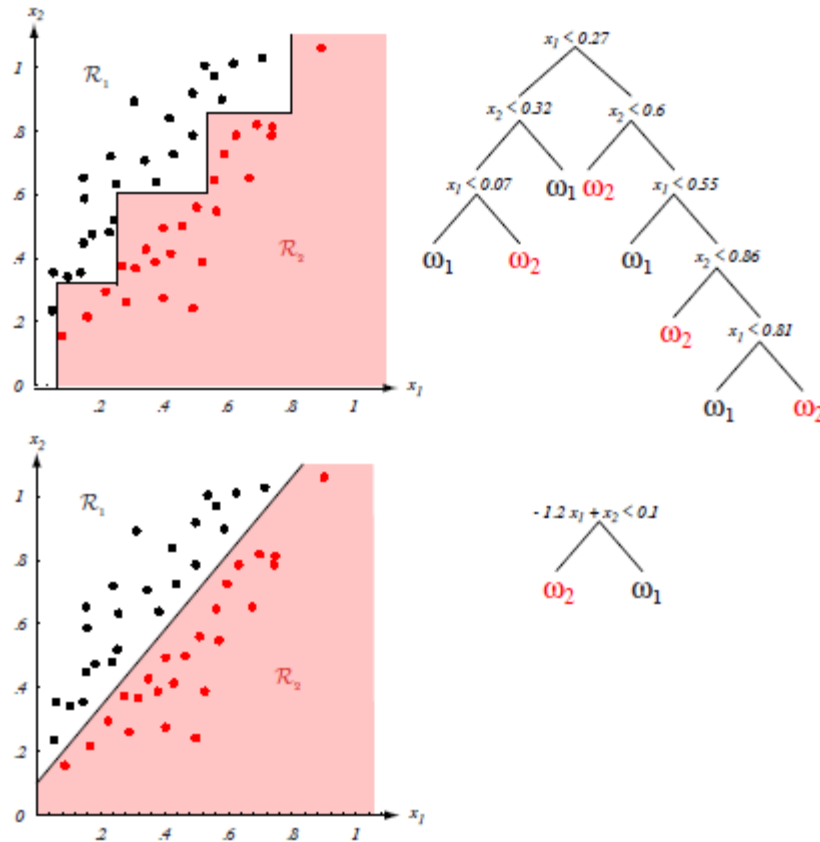 x₂
1
.8
.6
.4
.2
0
ℛ₁
ℛ₂
.2 .4 .6 .8 1 x₁
x₁ < 0.27
x₂ < 0.32 x₂ < 0.6
x₁ < 0.07 ω₁ ω₂ x₁ < 0.55
ω₁ ω₂ ω₁ x₂ < 0.86
ω₂ x₁ < 0.81
ω₁ ω₂
x₂
1
.8
.6
.4
.2
0
ℛ₁
ℛ₂
.2 .4 .6 .8 1 x₁
- 1.2 x₁ + x₂ < 0.1
ω₂ ω₁